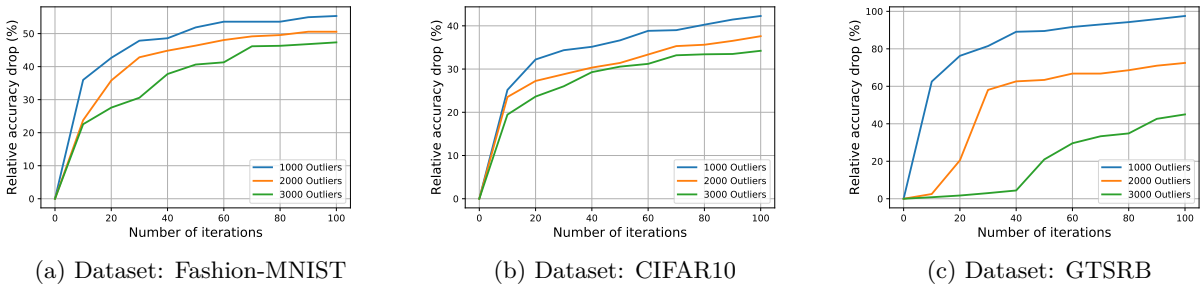 Relative accuracy drop (%)
50
40
30
20
10
0
0 20 40 60 80 100
Number of iterations
1000 Outliers
2000 Outliers
3000 Outliers
(a) Dataset: Fashion-MNIST
Relative accuracy drop (%)
40
30
20
10
0
0 20 40 60 80 100
Number of iterations
1000 Outliers
2000 Outliers
3000 Outliers
(b) Dataset: CIFAR10
Relative accuracy drop (%)
100
80
60
40
20
0
0 20 40 60 80 100
Number of iterations
1000 Outliers
2000 Outliers
3000 Outliers
(c) Dataset: GTSRB